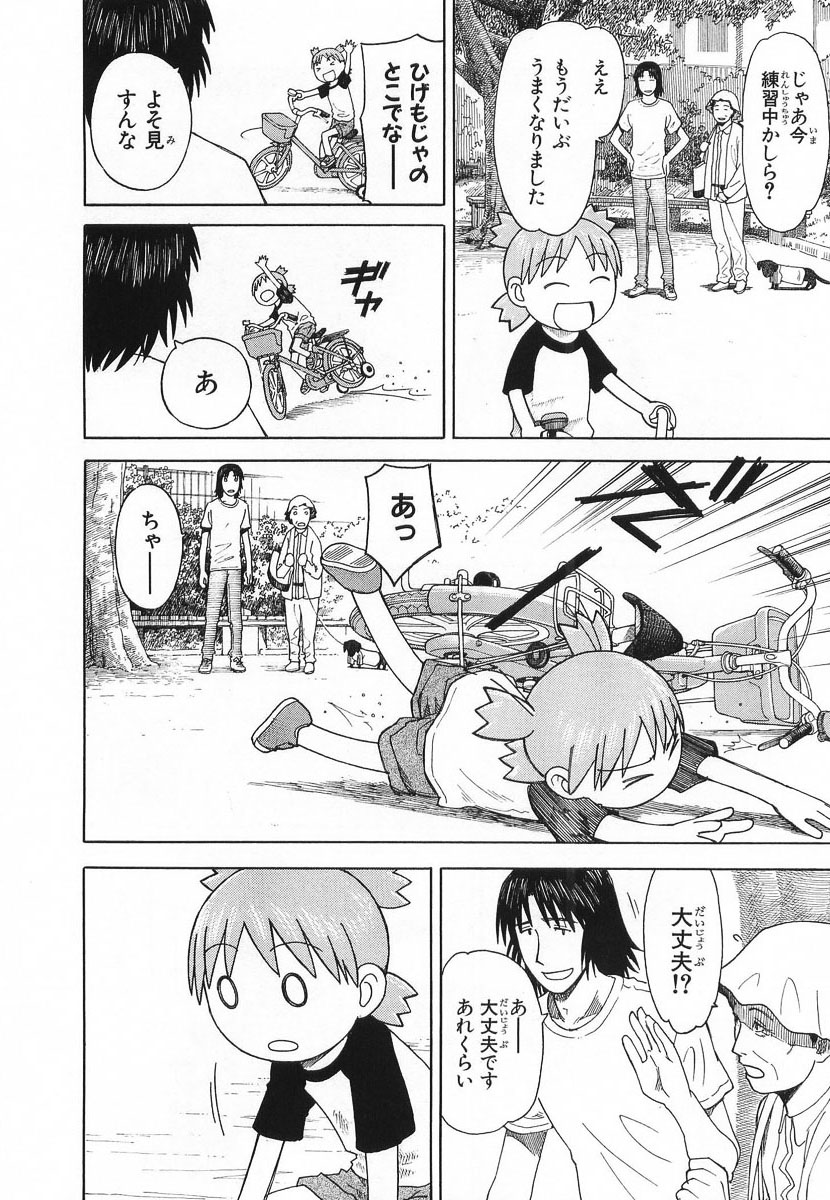 じゃあ今
練習中かしら?
ええ
もうだいぶ
うまくなりました
ひげもじゃの
とこでなーー
よそ見
すんな
ギャ
あ
ズ
あっ
ちゃーー
大丈夫!?
あー
大丈夫です
あれくらい